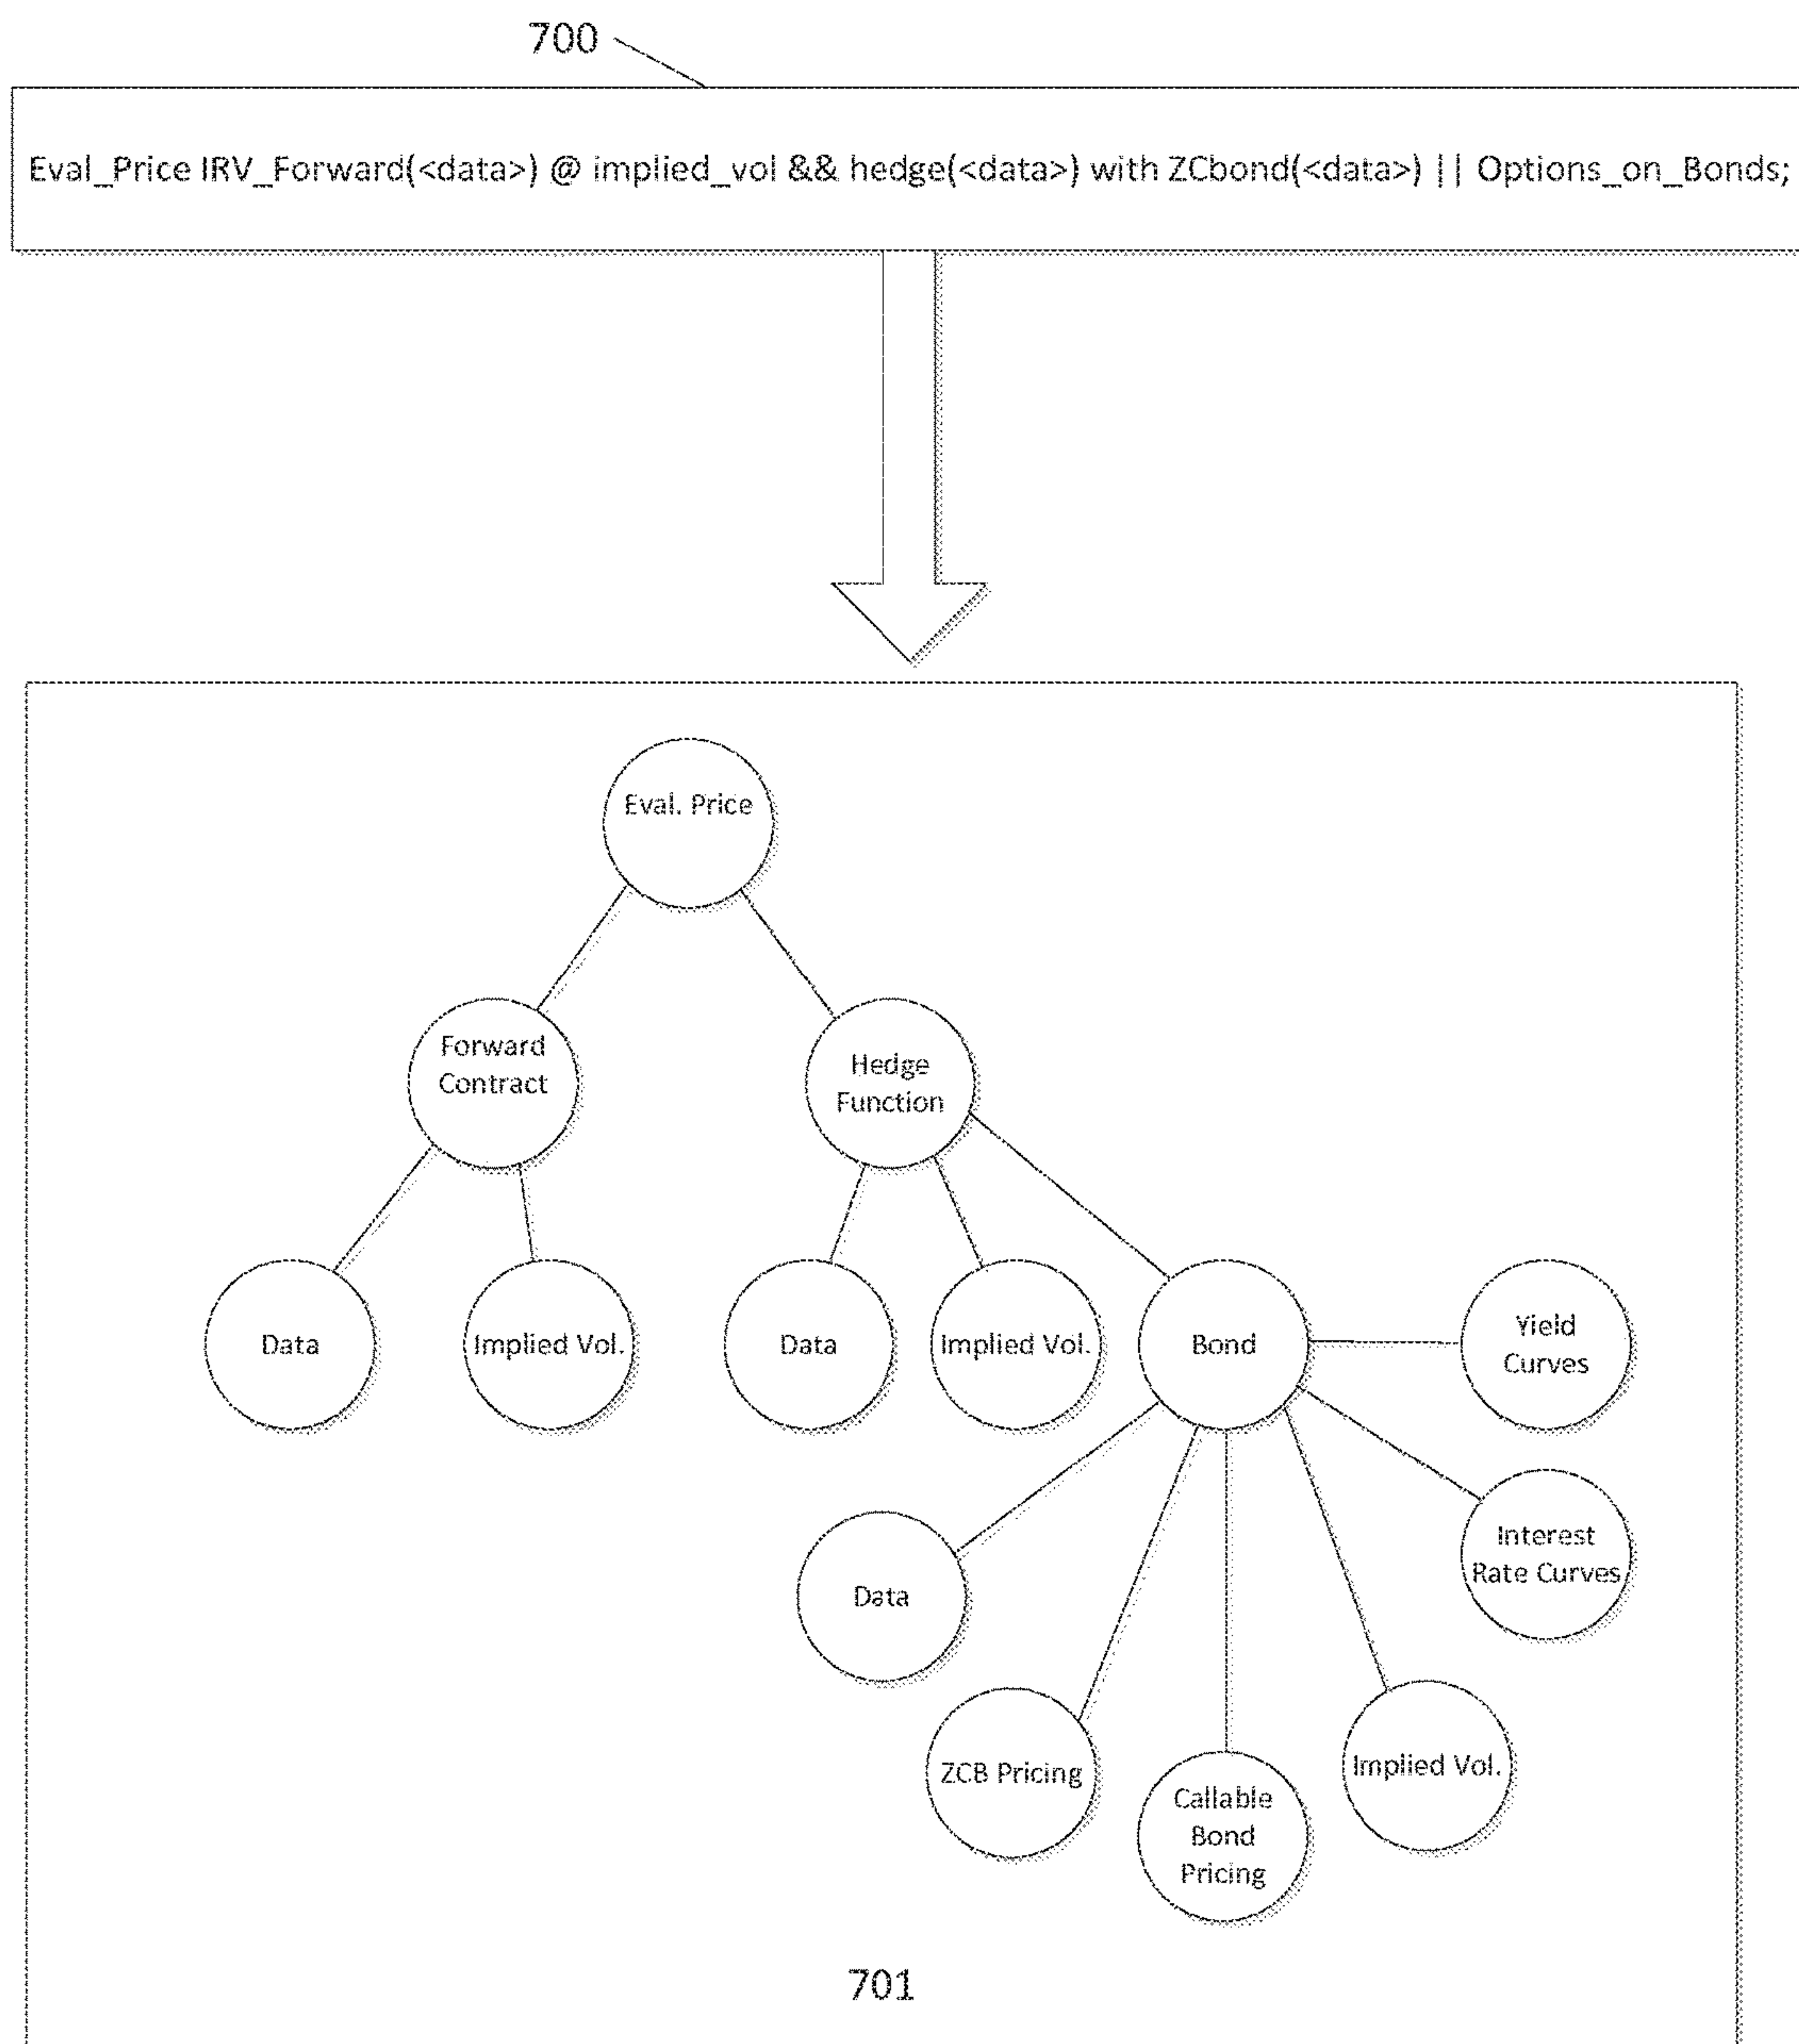 700
Eval_Price IRV_Forward(<data>) @ implied_vol && hedge(<data>) with ZCbond(<data>) || Options_on_Bonds;
Eval. Price
Forward
Contract
Hedge
Function
Data
Implied Vol.
Data
Implied Vol.
Bond
Yield
Curves
Interest
Rate Curves
Data
ZCB Pricing
Callable
Bond
Pricing
Implied Vol.
701